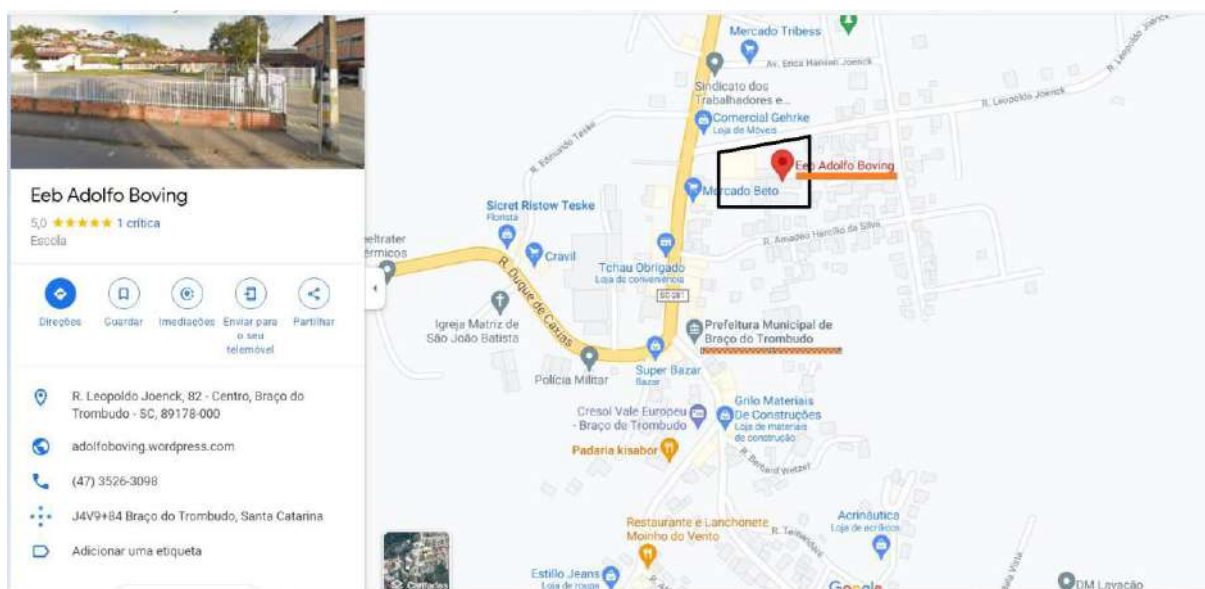 Eeb Adolfo Boving
5,0 ★★★★★ 1 crítica
Escola
Direções
Guardar
Imediações
Enviar para
o seu
telemóvel
Partilhar
R. Leopoldo Joenck, 82 - Centro, Braço do
Trombudo - SC, 89178-000
adolfoboving.wordpress.com
(47) 3526-3098
J4V9+84 Braço do Trombudo, Santa Catarina
Adicionar uma etiqueta
Mercado Tribess
Av. Erica Hansen Joenck
R. Leopoldo Joenck
Sindicato dos
Trabalhadores e...
Comercial Gehrke
Loja de Móveis
R. Leopoldo Joenck
R. Edmundo Teske
Eeb Adolfo Boving
Mercado Beto
Sicret Ristow Teske
Florista
Cravil
R. Amadeo Hercílio da Silva
Tchau Obrigado
Loja de conveniência
SC-281
R. Duque de Caxias
Igreja Matriz de
São João Batista
Prefeitura Municipal de
Braço do Trombudo
Polícia Militar
Super Bazar
Bazar
Cresol Vale Europeu
- Braço de Trombudo
Grilo Materiais
De Construções
Loja de materiais
de construção
Padaria kisabor
R. Berbard Wetzel
Restaurante e Lanchonete
Moinho do Vento
Acrináutica
Loja de acrílicos
Estillo Jeans
Loja de roupa
Camadas
Google
DM Lavação